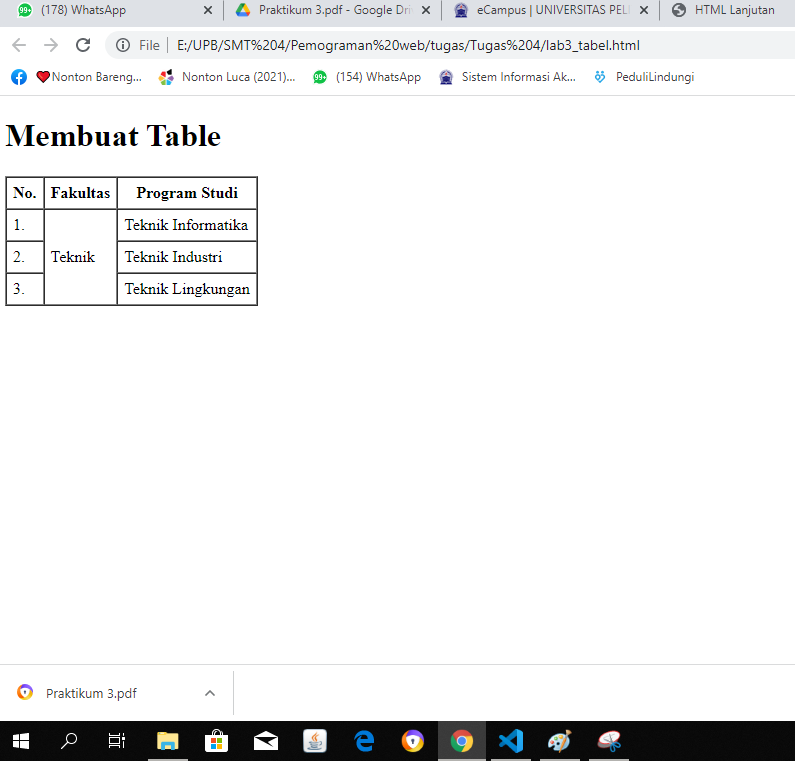 (178) WhatsApp
Praktikum 3.pdf - Google Dri
eCampus | UNIVERSITAS PEL
HTML Lanjutan
File | E:/UPB/SMT%204/Pemograman%20web/tugas/Tugas%204/lab3_tabel.html
Nonton Bareng... Nonton Luca (2021)... 99+ (154) WhatsApp Sistem Informasi Ak... PeduliLindungi
Membuat Table
No. Fakultas Program Studi
1. Teknik Informatika
2. Teknik Teknik Industri
3. Teknik Lingkungan
Praktikum 3.pdf